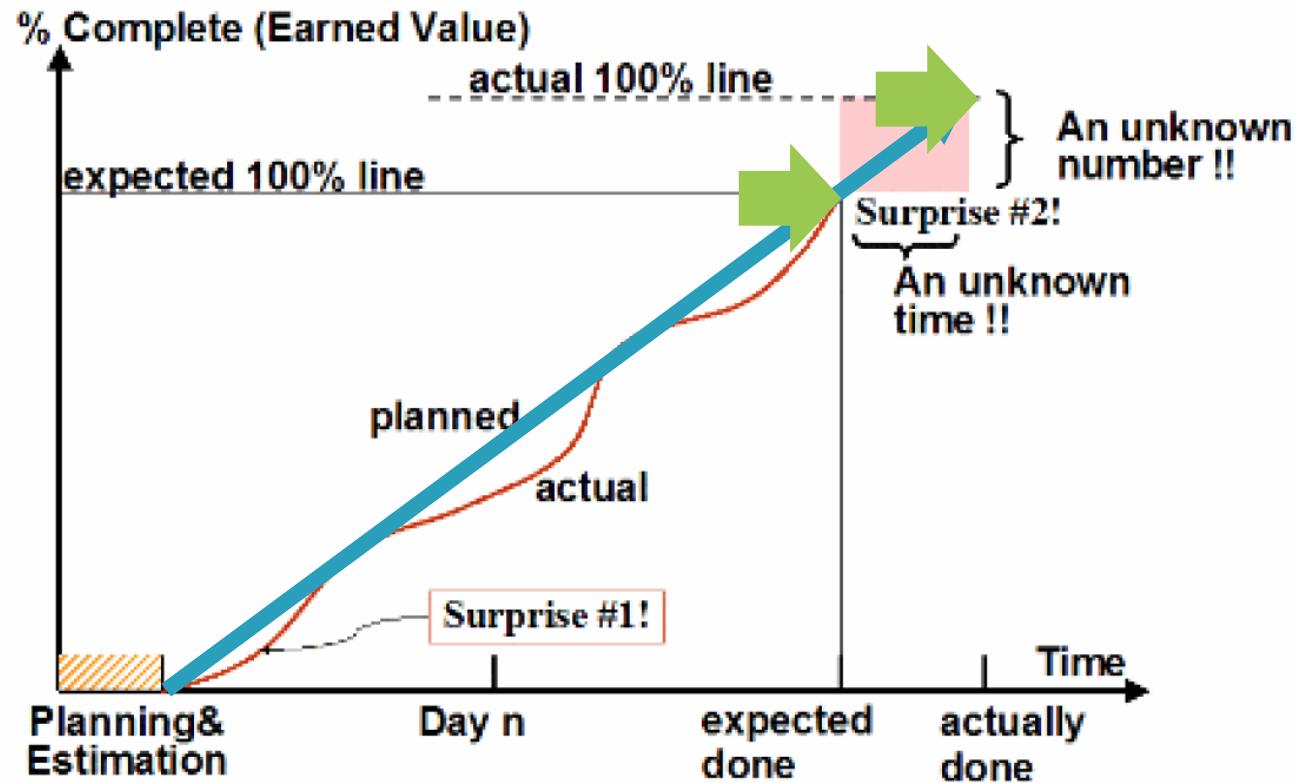 % Complete (Earned Value)
actual 100% line
An unknown
number !!
expected 100% line
Surprise #2!
An unknown
time !!
planned
actual
Surprise #1!
Time
Planning&
Estimation
Day n
expected
done
actually
done